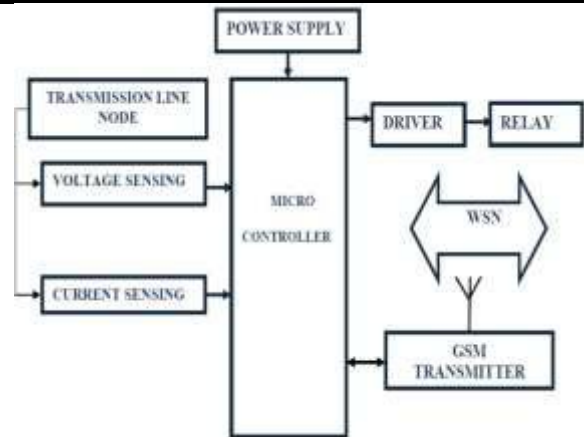 POWER SUPPLY
TRANSMISSION LINE
NODE
VOLTAGE SENSING
CURRENT SENSING
MICRO
CONTROLLER
DRIVER
RELAY
WSN
GSM
TRANSMITTER